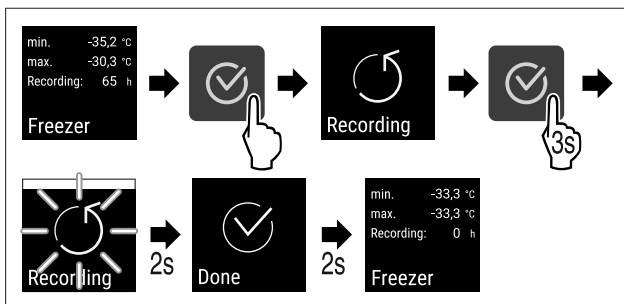 min. -35,2 °C
max. -30,3 °C
Recording: 65 h
Freezer
Recording
3s
Recording
2s
Done
2s
min. -33,3 °C
max. -33,3 °C
Recording: 0 h
Freezer